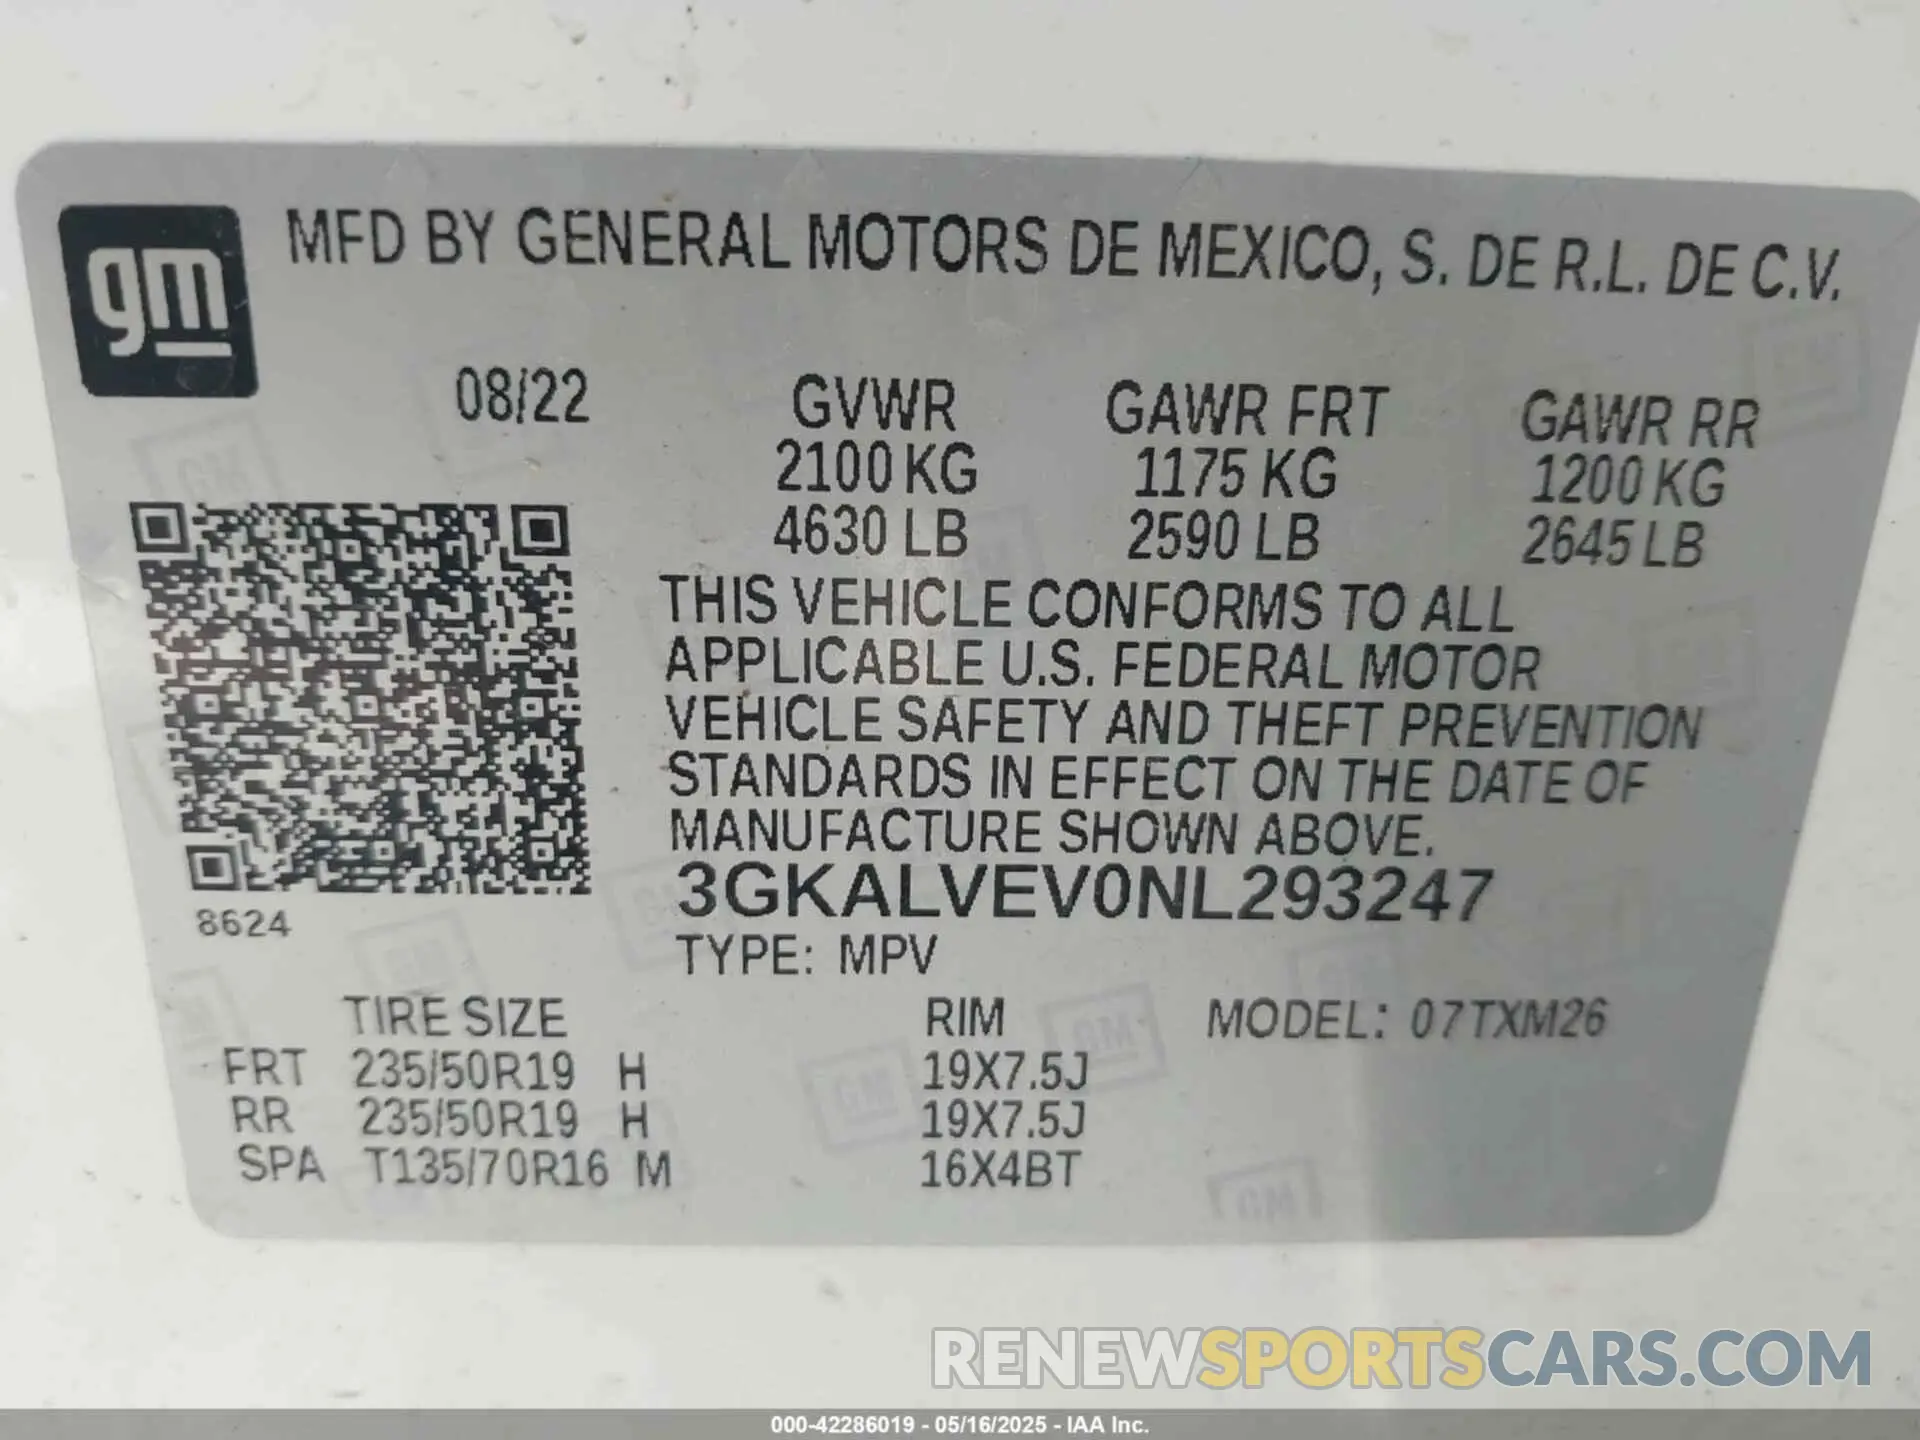 gm
MFD BY GENERAL MOTORS DE MEXICO, S. DE R.L. DE C.V.
08/22 GVWR GAWR FRT GAWR RR
2100 KG 1175 KG 1200 KG
4630 LB 2590 LB 2645 LB
THIS VEHICLE CONFORMS TO ALL
APPLICABLE U.S. FEDERAL MOTOR
VEHICLE SAFETY AND THEFT PREVENTION
STANDARDS IN EFFECT ON THE DATE OF
MANUFACTURE SHOWN ABOVE.
3GKALVEV0NL293247
8624
TYPE: MPV
TIRE SIZE RIM MODEL: 07TXM26
FRT 235/50R19 H 19X7.5J
RR 235/50R19 H 19X7.5J
SPA T135/70R16 M 16X4BT
RENEWSPORTSCARS.COM
000-42286019 - 05/16/2025 - IAA Inc.